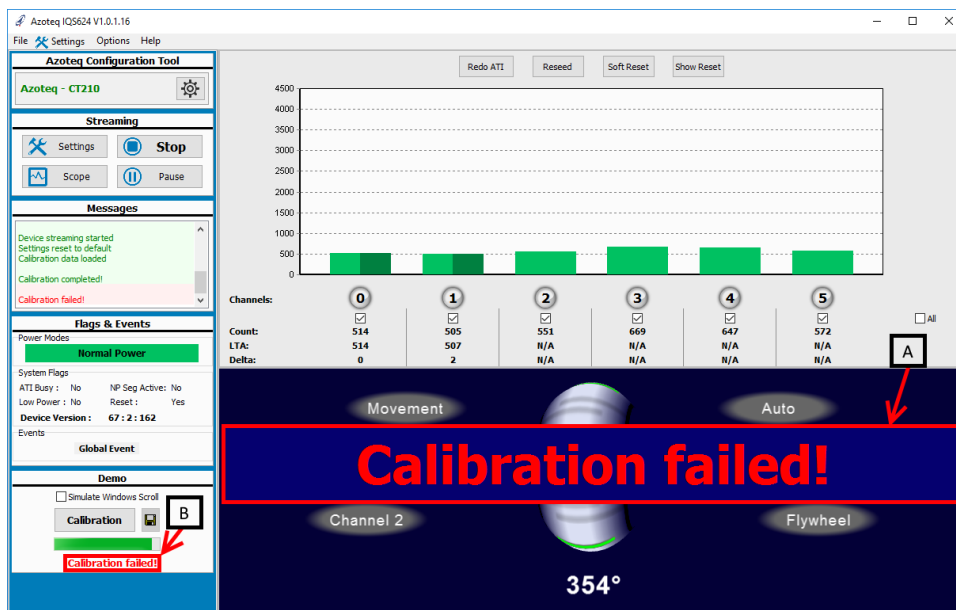 Azoteq IQS624 V1.0.1.16
File Settings Options Help
Azoteq Configuration Tool
Azoteq - CT210
Streaming
Settings Stop
Scope Pause
Messages
Device streaming started
Settings reset to default
Calibration data loaded
Calibration completed!
Calibration failed!
Flags & Events
Power Modes
Normal Power
System Flags
ATI Busy : No NP Seg Active: No
Low Power : No Reset : Yes
Device Version : 67 : 2 : 162
Events
Global Event
Demo
Simulate Windows Scroll
Calibration
B
Calibration failed!
Redo ATI Reseed Soft Reset Show Reset
4500
4000
3500
3000
2500
2000
1500
1000
500
0
Channels: 0 1 2 3 4 5
All
Count: 514 505 551 669 647 572
LTA: 514 507 N/A N/A N/A N/A
Delta: 0 2 N/A N/A N/A N/A
A
Movement Auto
Calibration failed!
Channel 2 Flywheel
354°